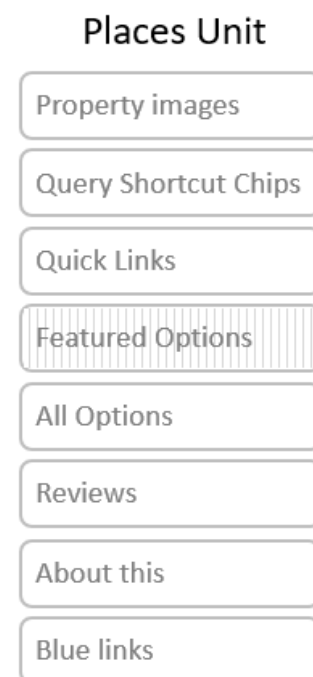 Places Unit
Property images
Query Shortcut Chips
Quick Links
Featured Options
All Options
Reviews
About this
Blue links